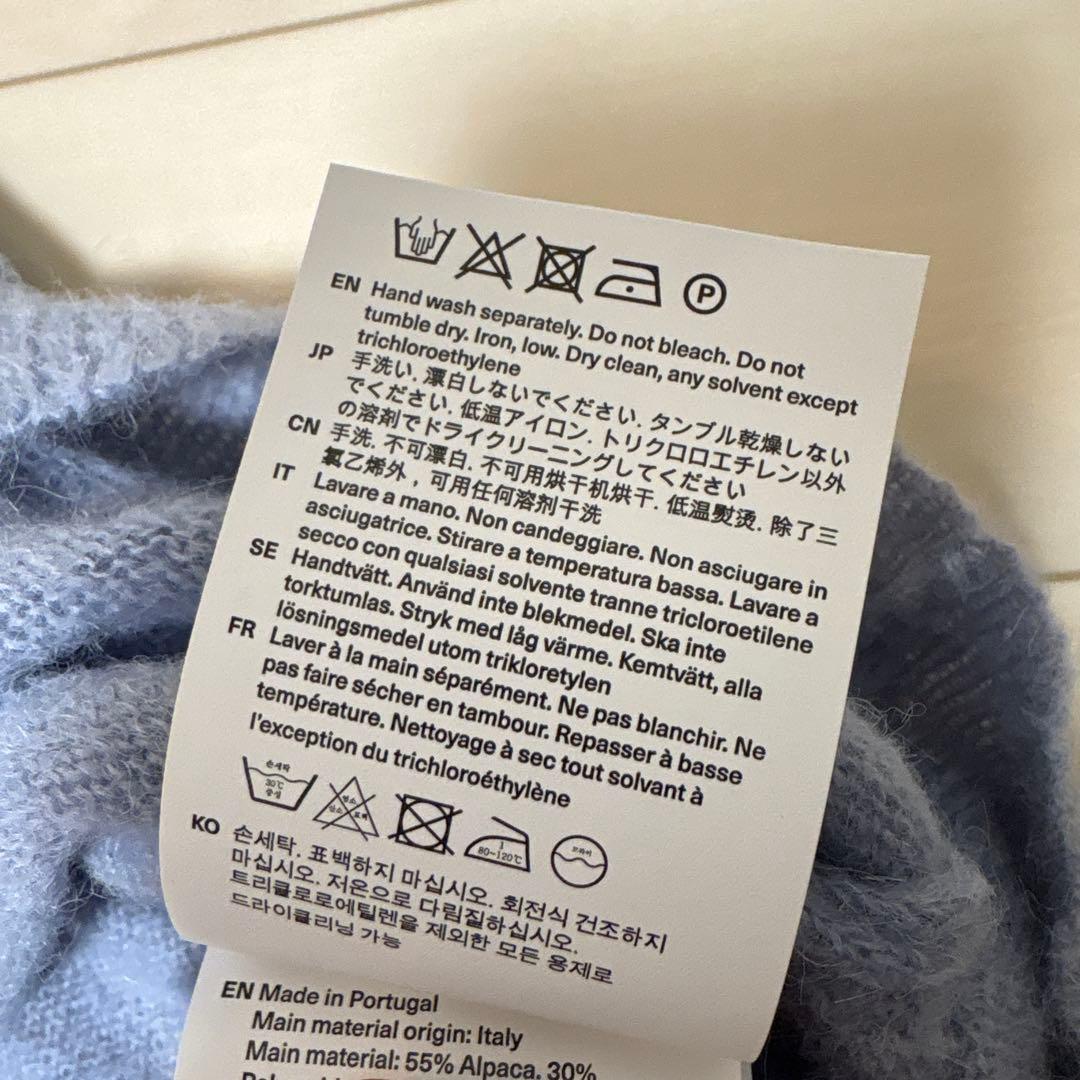 P
EN Hand wash separately. Do not bleach. Do not
tumble dry. Iron, low. Dry clean, any solvent except
trichloroethylene
JP 手洗い. 漂白しないでください. タンブル乾燥しない
でください. 低温アイロン. トリクロロエチレン以外
の溶剤でドライクリーニングしてください
CN 手洗. 不可漂白. 不可用烘干机烘干. 低温熨烫. 除了三
氯乙烯外 , 可用任何溶剂干洗
IT Lavare a mano. Non candeggiare. Non asciugare in
asciugatrice. Stirare a temperatura bassa. Lavare a
secco con qualsiasi solvente tranne tricloroetilene
SE Handtvätt. Använd inte blekmedel. Ska inte
torktumlas. Stryk med låg värme. Kemtvätt, alla
lösningsmedel utom trikloretylen
FR Laver à la main séparément. Ne pas blanchir. Ne
pas faire sécher en tambour. Repasser à basse
température. Nettoyage à sec tout solvant à
l'exception du trichloroéthylène
손세탁
30℃
중성
염소
산소 표백
1
80~120℃
드라이
KO 손세탁. 표백하지 마십시오. 회전식 건조하지
마십시오. 저온으로 다림질하십시오.
트리클로로에틸렌을 제외한 모든 용제로
드라이클리닝 가능
EN Made in Portugal
Main material origin: Italy
Main material: 55% Alpaca, 30%